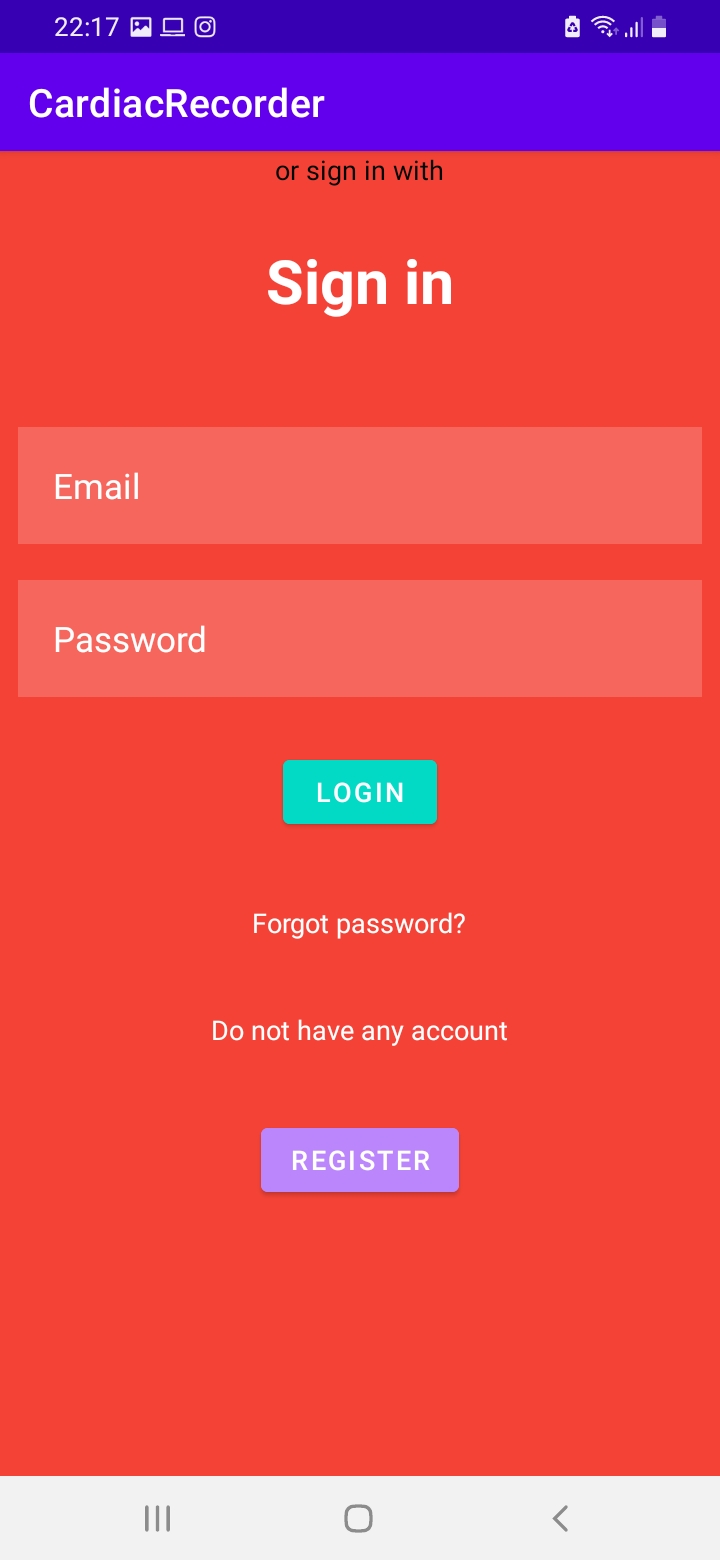 22:17
CardiacRecorder
or sign in with
Sign in
Email
Password
LOGIN
Forgot password?
Do not have any account
REGISTER